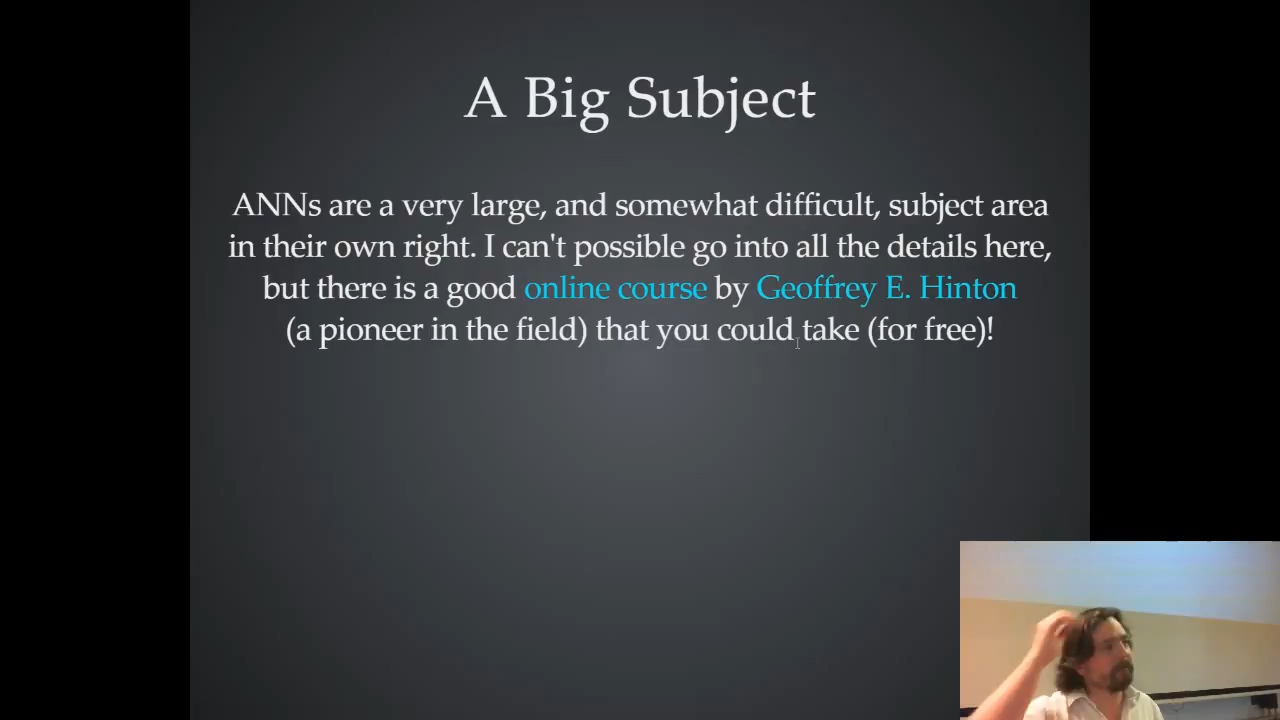 A Big Subject
ANNs are a very large, and somewhat difficult, subject area
in their own right. I can't possible go into all the details here,
but there is a good online course by Geoffrey E. Hinton
(a pioneer in the field) that you could take (for free)!